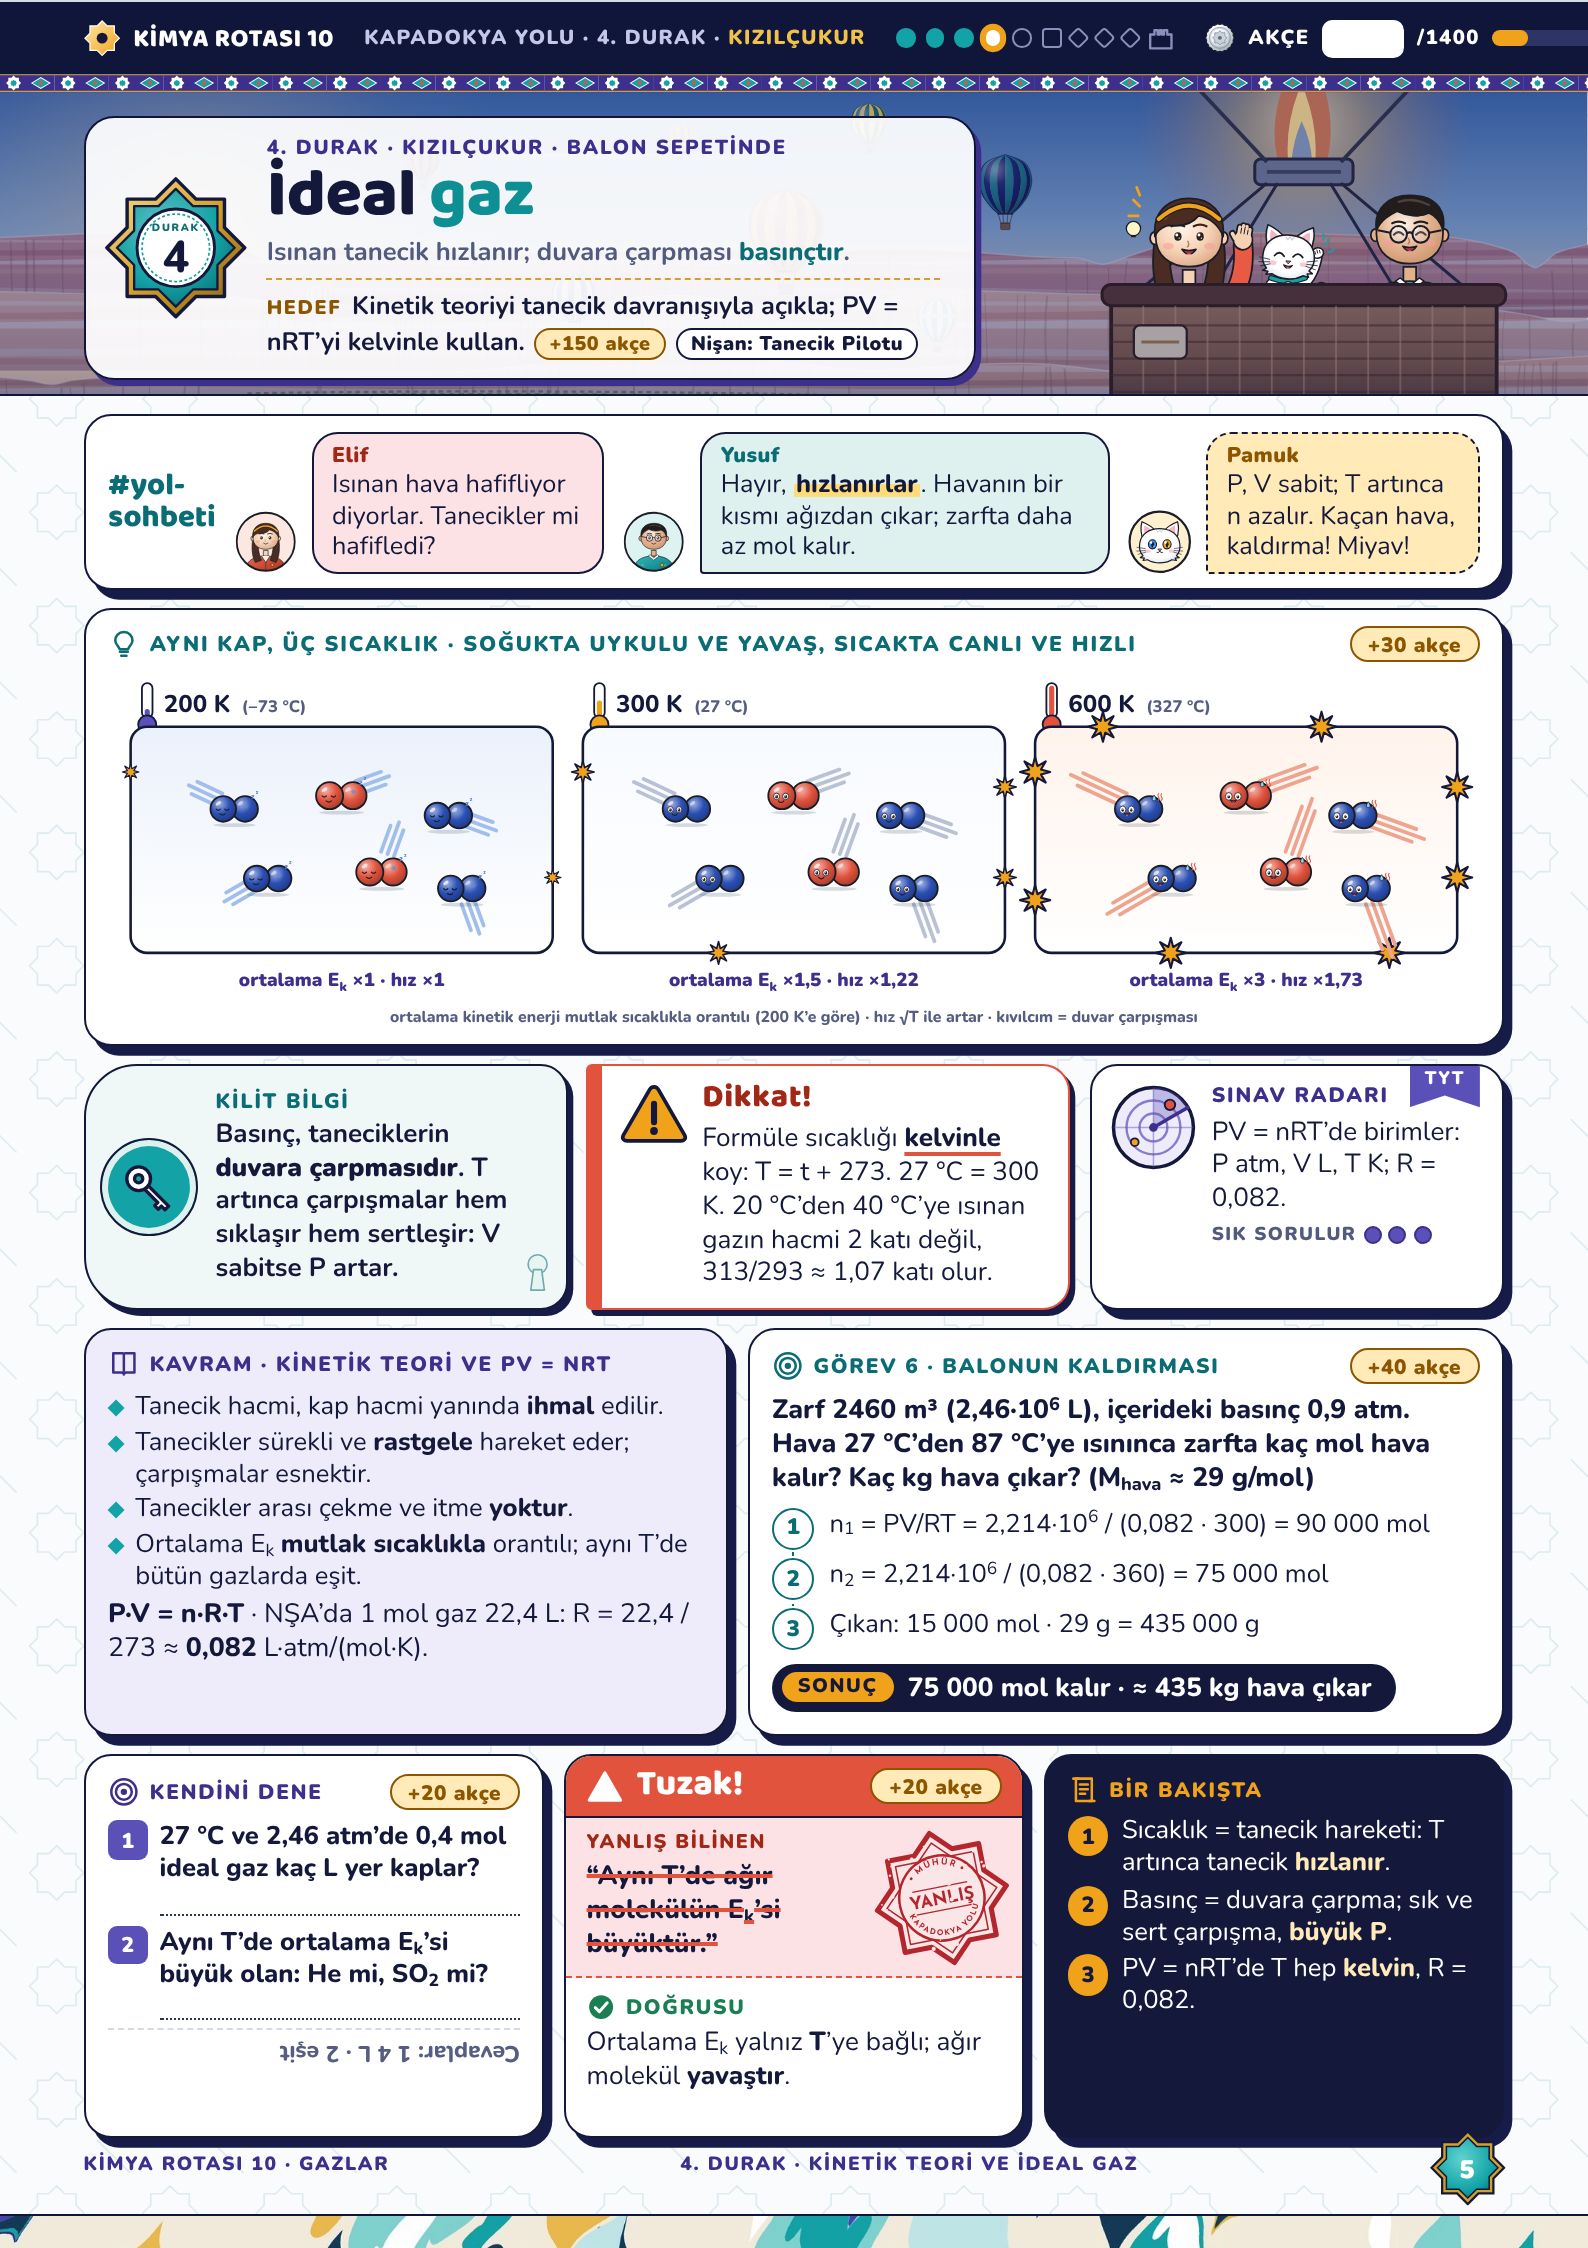 KİMYA ROTASI 10
KAPADOKYA YOLU · 4. DURAK · KIZILÇUKUR
AKÇE
/1400
4. DURAK · KIZILÇUKUR · BALON SEPETİNDE
DURAK
4
İdeal gaz
Isınan tanecik hızlanır; duvara çarpması basınçtır.
HEDEF Kinetik teoriyi tanecik davranışıyla açıkla; PV =
nRT’yi kelvinle kullan. +150 akçe Nişan: Tanecik Pilotu
#yol-
sohbeti
Elif
Isınan hava hafifliyor
diyorlar. Tanecikler mi
hafifledi?
Yusuf
Hayır, hızlanırlar. Havanın bir
kısmı ağızdan çıkar; zarfta daha
az mol kalır.
Pamuk
P, V sabit; T artınca
n azalır. Kaçan hava,
kaldırma! Miyav!
AYNI KAP, ÜÇ SICAKLIK · SOĞUKTA UYKULU VE YAVAŞ, SICAKTA CANLI VE HIZLI
+30 akçe
200 K (−73 °C)
300 K (27 °C)
600 K (327 °C)
ortalama Eₖ ×1 · hız ×1
ortalama Eₖ ×1,5 · hız ×1,22
ortalama Eₖ ×3 · hız ×1,73
ortalama kinetik enerji mutlak sıcaklıkla orantılı (200 K’e göre) · hız √T ile artar · kıvılcım = duvar çarpışması
KİLİT BİLGİ
Basınç, taneciklerin
duvara çarpmasıdır. T
artınca çarpışmalar hem
sıklaşır hem sertleşir: V
sabitse P artar.
Dikkat!
Formüle sıcaklığı kelvinle
koy: T = t + 273. 27 °C = 300
K. 20 °C’den 40 °C’ye ısınan
gazın hacmi 2 katı değil,
313/293 ≈ 1,07 katı olur.
SINAV RADARI
TYT
PV = nRT’de birimler:
P atm, V L, T K; R =
0,082.
SIK SORULUR
KAVRAM · KİNETİK TEORİ VE PV = NRT
Tanecik hacmi, kap hacmi yanında ihmal edilir.
Tanecikler sürekli ve rastgele hareket eder;
çarpışmalar esnektir.
Tanecikler arası çekme ve itme yoktur.
Ortalama Eₖ mutlak sıcaklıkla orantılı; aynı T’de
bütün gazlarda eşit.
P·V = n·R·T · NŞA’da 1 mol gaz 22,4 L: R = 22,4 /
273 ≈ 0,082 L·atm/(mol·K).
GÖREV 6 · BALONUN KALDIRMASI
+40 akçe
Zarf 2460 m³ (2,46·10⁶ L), içerideki basınç 0,9 atm.
Hava 27 °C’den 87 °C’ye ısınınca zarfta kaç mol hava
kalır? Kaç kg hava çıkar? (Mhava ≈ 29 g/mol)
1 n₁ = PV/RT = 2,214·10⁶ / (0,082 · 300) = 90 000 mol
2 n₂ = 2,214·10⁶ / (0,082 · 360) = 75 000 mol
3 Çıkan: 15 000 mol · 29 g = 435 000 g
SONUÇ 75 000 mol kalır · ≈ 435 kg hava çıkar
KENDİNİ DENE
+20 akçe
1 27 °C ve 2,46 atm’de 0,4 mol
ideal gaz kaç L yer kaplar?
2 Aynı T’de ortalama Eₖ’si
büyük olan: He mi, SO₂ mi?
Cevaplar: 1 4 L · 2 eşit
Tuzak!
+20 akçe
YANLIŞ BİLİNEN
“Aynı T’de ağır
molekülün Eₖ’si
büyüktür.”
• MÜHÜR •
YANLIŞ
KAPADOKYA YOLU
DOĞRUSU
Ortalama Eₖ yalnız T’ye bağlı; ağır
molekül yavaştır.
BİR BAKIŞTA
1 Sıcaklık = tanecik hareketi: T
artınca tanecik hızlanır.
2 Basınç = duvara çarpma; sık ve
sert çarpışma, büyük P.
3 PV = nRT’de T hep kelvin, R =
0,082.
KİMYA ROTASI 10 · GAZLAR
4. DURAK · KİNETİK TEORİ VE İDEAL GAZ
5